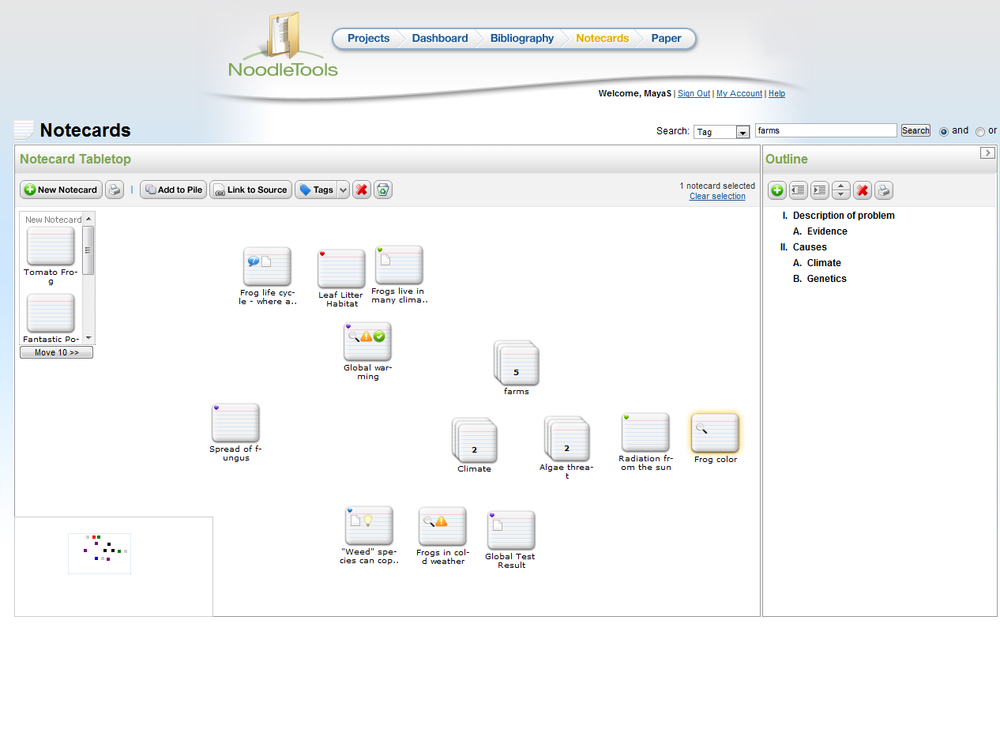 Projects Dashboard Bibliography Notecards Paper
NoodleTools
Welcome, MayaS | Sign Out | My Account | Help
Notecards
Search: Tag farms Search and or
Notecard Tabletop
Outline
New Notecard | Add to Pile Link to Source Tags
1 notecard selected
Clear selection
New Notecard
Tomato Fro-
g
Fantastic Po-
Move 10 >>
Frog life cyc-
le - where a..
Leaf Litter
Habitat
Frogs live in
many clima..
Global war-
ming
5
farms
Spread of f-
ungus
2
Climate
2
Algae threa-
t
Radiation fr-
om the sun
Frog color
"Weed" spe-
cies can cop..
Frogs in col-
d weather
Global Test
Result
I. Description of problem
A. Evidence
II. Causes
A. Climate
B. Genetics